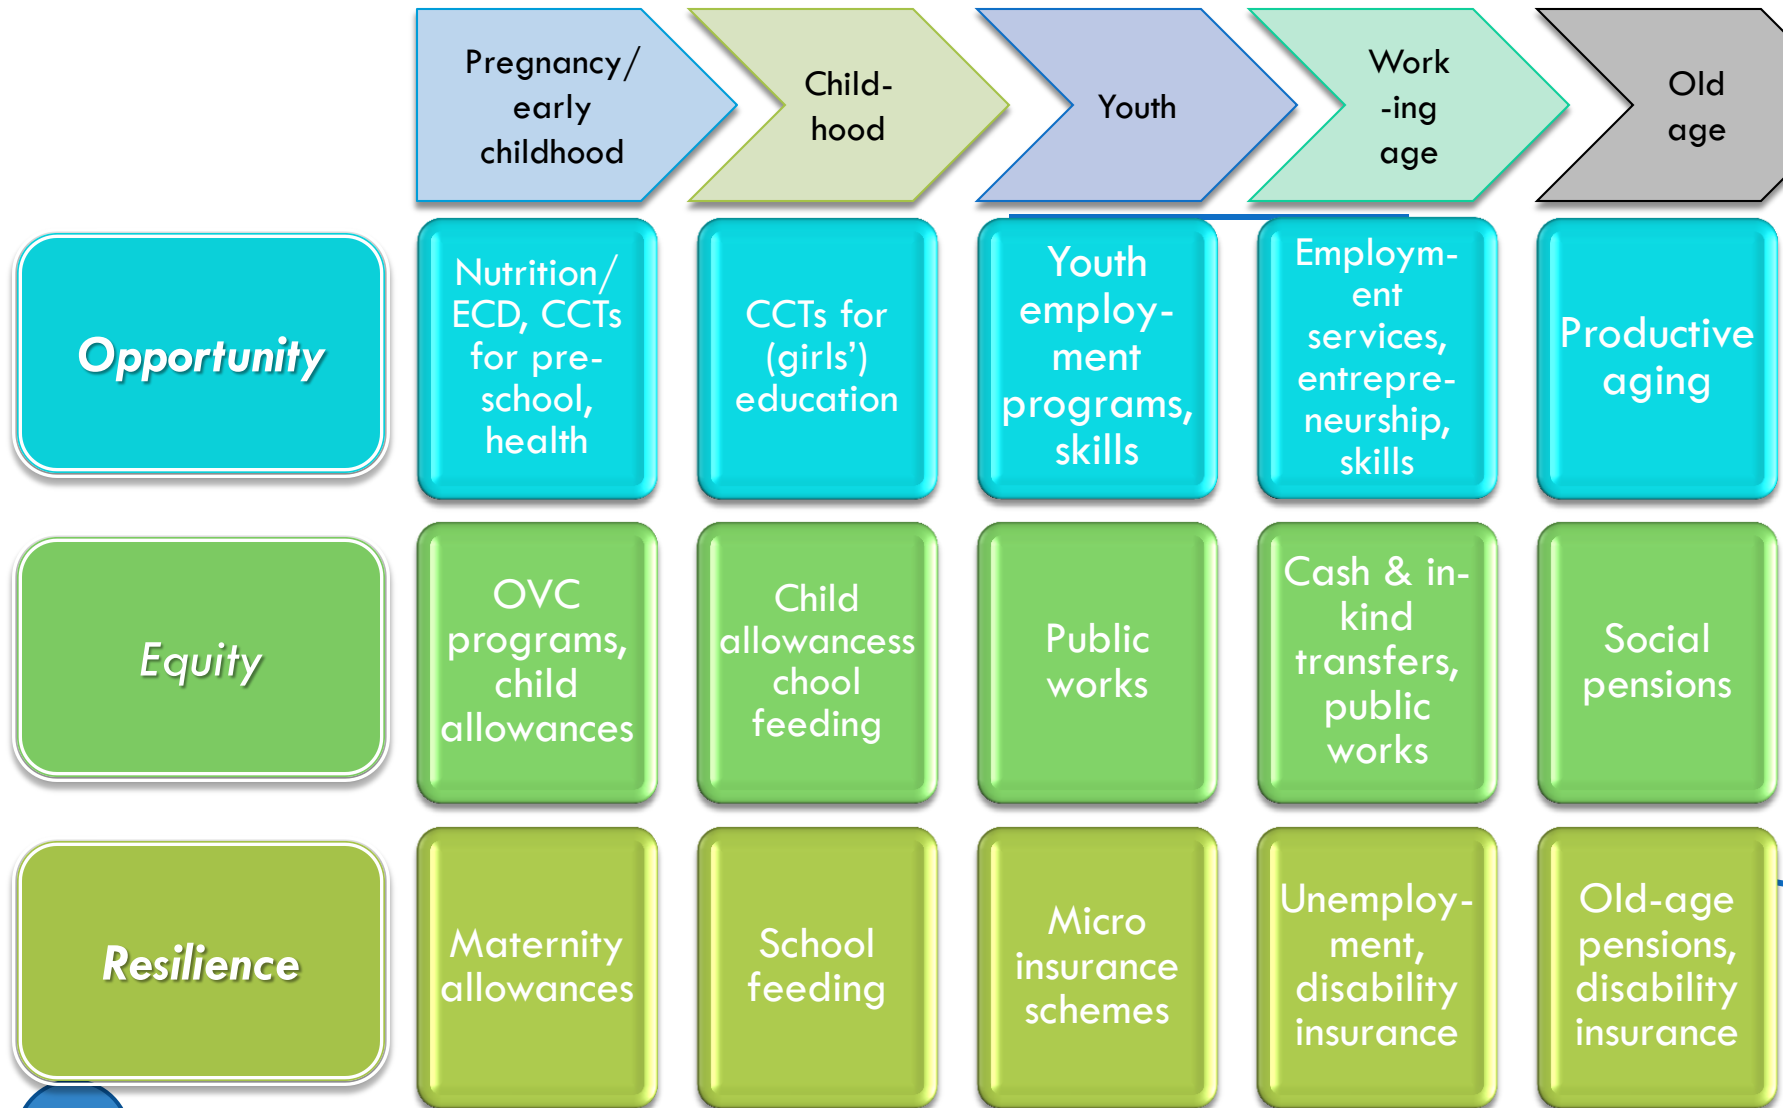 Pregnancy/
early
childhood
Child-
hood
Youth
Work
-ing
age
Old
age
Opportunity
Nutrition/
ECD, CCTs
for pre-
school,
health
CCTs for
(girls’)
education
Youth
employ-
ment
programs,
skills
Employm-
ent
services,
entrepre-
neurship,
skills
Productive
aging
Equity
OVC
programs,
child
allowances
Child
allowancess
chool
feeding
Public
works
Cash & in-
kind
transfers,
public
works
Social
pensions
Resilience
Maternity
allowances
School
feeding
Micro
insurance
schemes
Unemploy-
ment,
disability
insurance
Old-age
pensions,
disability
insurance